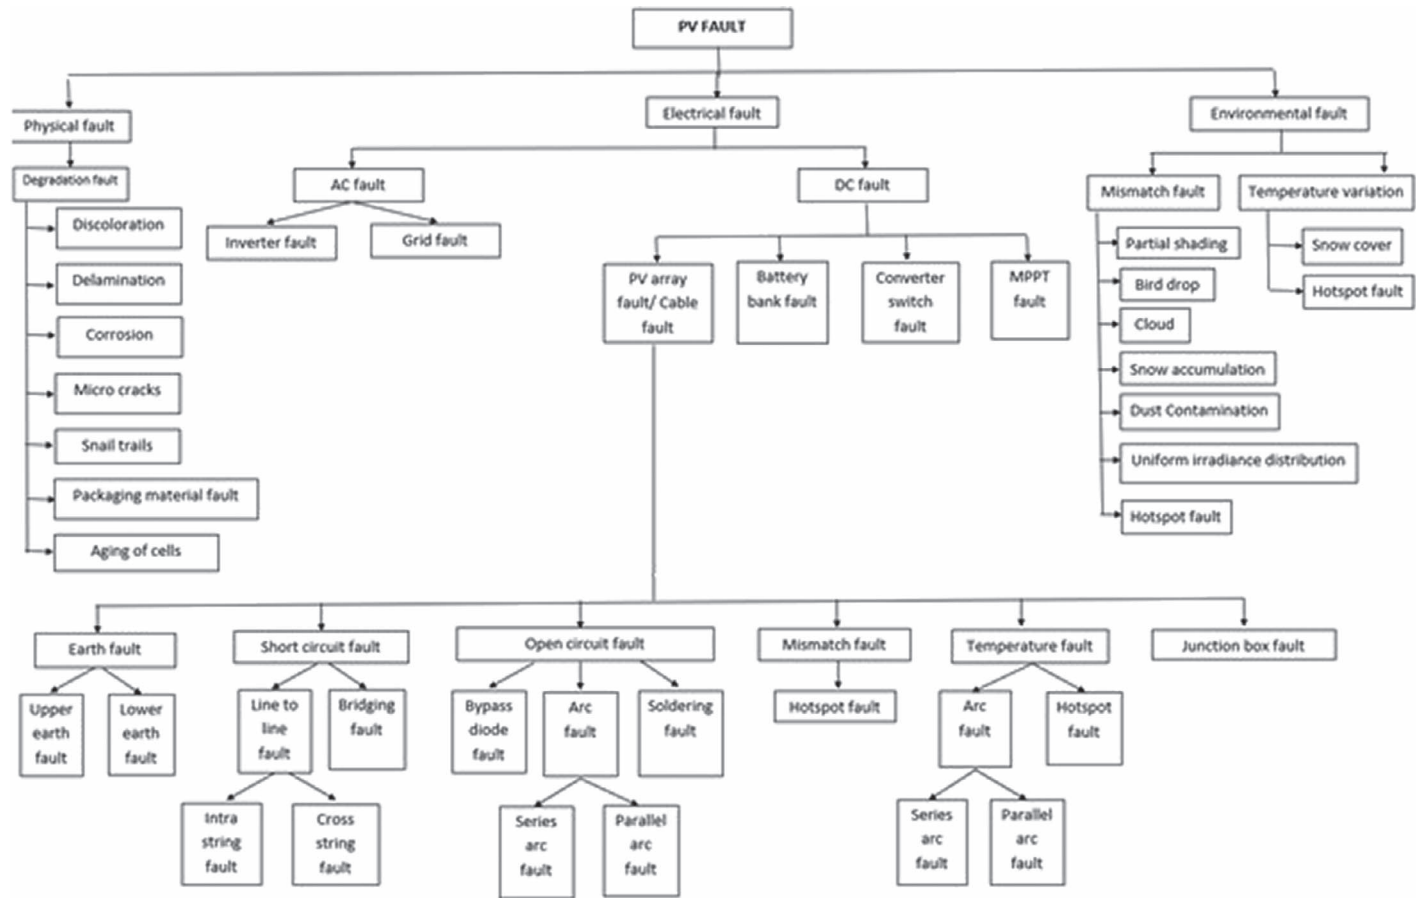 PV FAULT
Physical fault
Electrical fault
Environmental fault
Degradation fault
AC fault
DC fault
Mismatch fault
Temperature variation
Discoloration
Delamination
Corrosion
Micro cracks
Snail trails
Packaging material fault
Aging of cells
Inverter fault
Grid fault
PV array
fault/ Cable
fault
Battery
bank fault
Converter
switch
fault
MPPT
fault
Partial shading
Bird drop
Cloud
Snow accumulation
Dust Contamination
Uniform irradiance distribution
Hotspot fault
Snow cover
Hotspot fault
Earth fault
Short circuit fault
Open circuit fault
Mismatch fault
Temperature fault
Junction box fault
Upper
earth
fault
Lower
earth
fault
Line to
line
fault
Bridging
fault
Bypass
diode
fault
Arc
fault
Soldering
fault
Hotspot fault
Arc
fault
Hotspot
fault
Intra
string
fault
Cross
string
fault
Series
arc
fault
Parallel
arc
fault
Series
arc
fault
Parallel
arc
fault